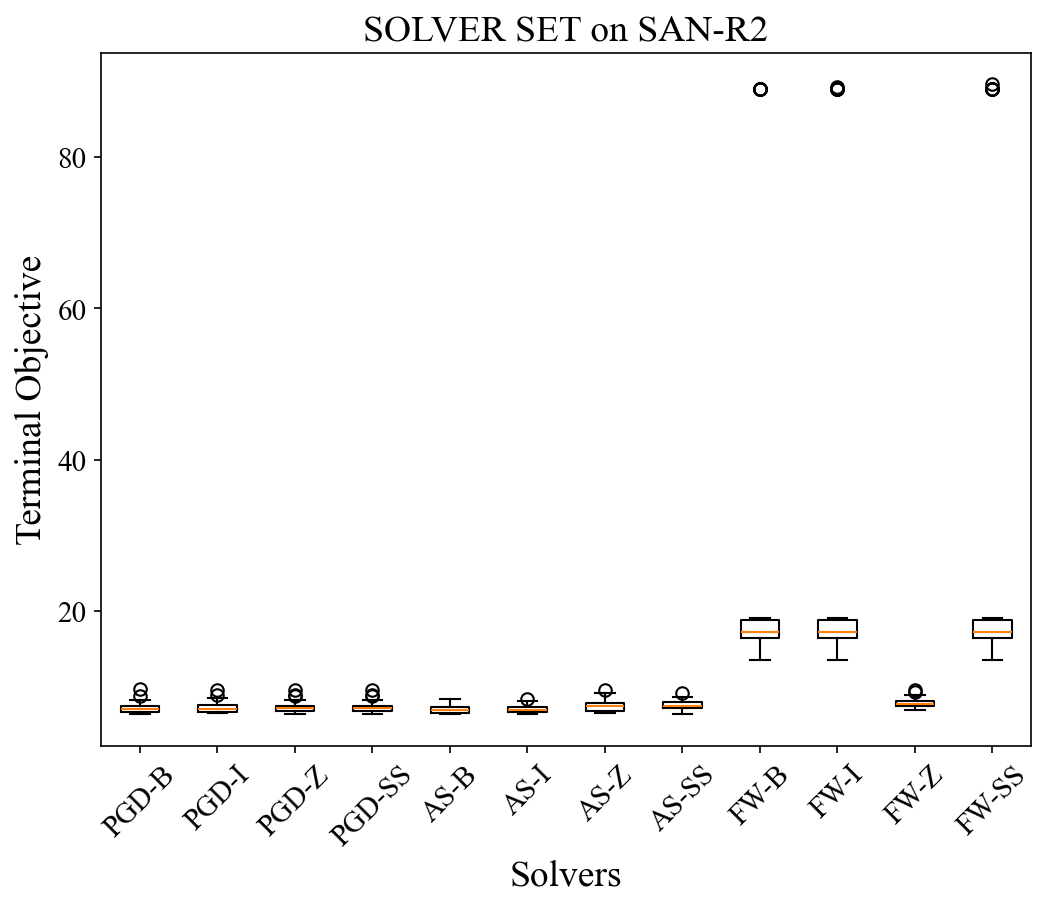 SOLVER SET on SAN-R2
Terminal Objective
80
60
40
20
PGD-B
PGD-I
PGD-Z
PGD-SS
AS-B
AS-I
AS-Z
AS-SS
FW-B
FW-I
FW-Z
FW-SS
Solvers